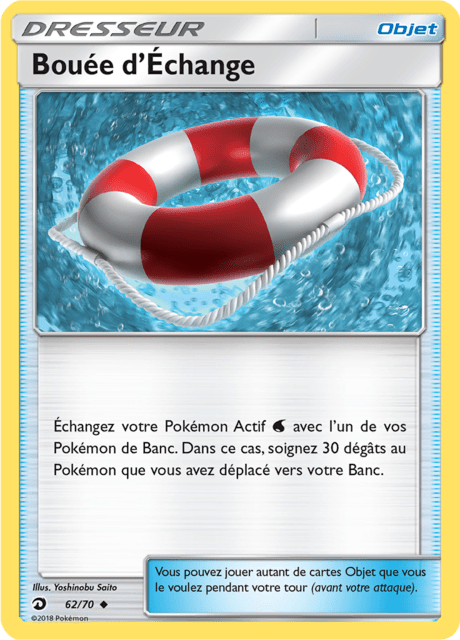 DRESSEUR
Objet
Bouée d'Échange
Échangez votre Pokémon Actif avec l'un de vos
Pokémon de Banc. Dans ce cas, soignez 30 dégâts au
Pokémon que vous avez déplacé vers votre Banc.
Vous pouvez jouer autant de cartes Objet que vous
le voulez pendant votre tour (avant votre attaque).
Illus. Yoshinobu Saito
62/70
©2018 Pokémon